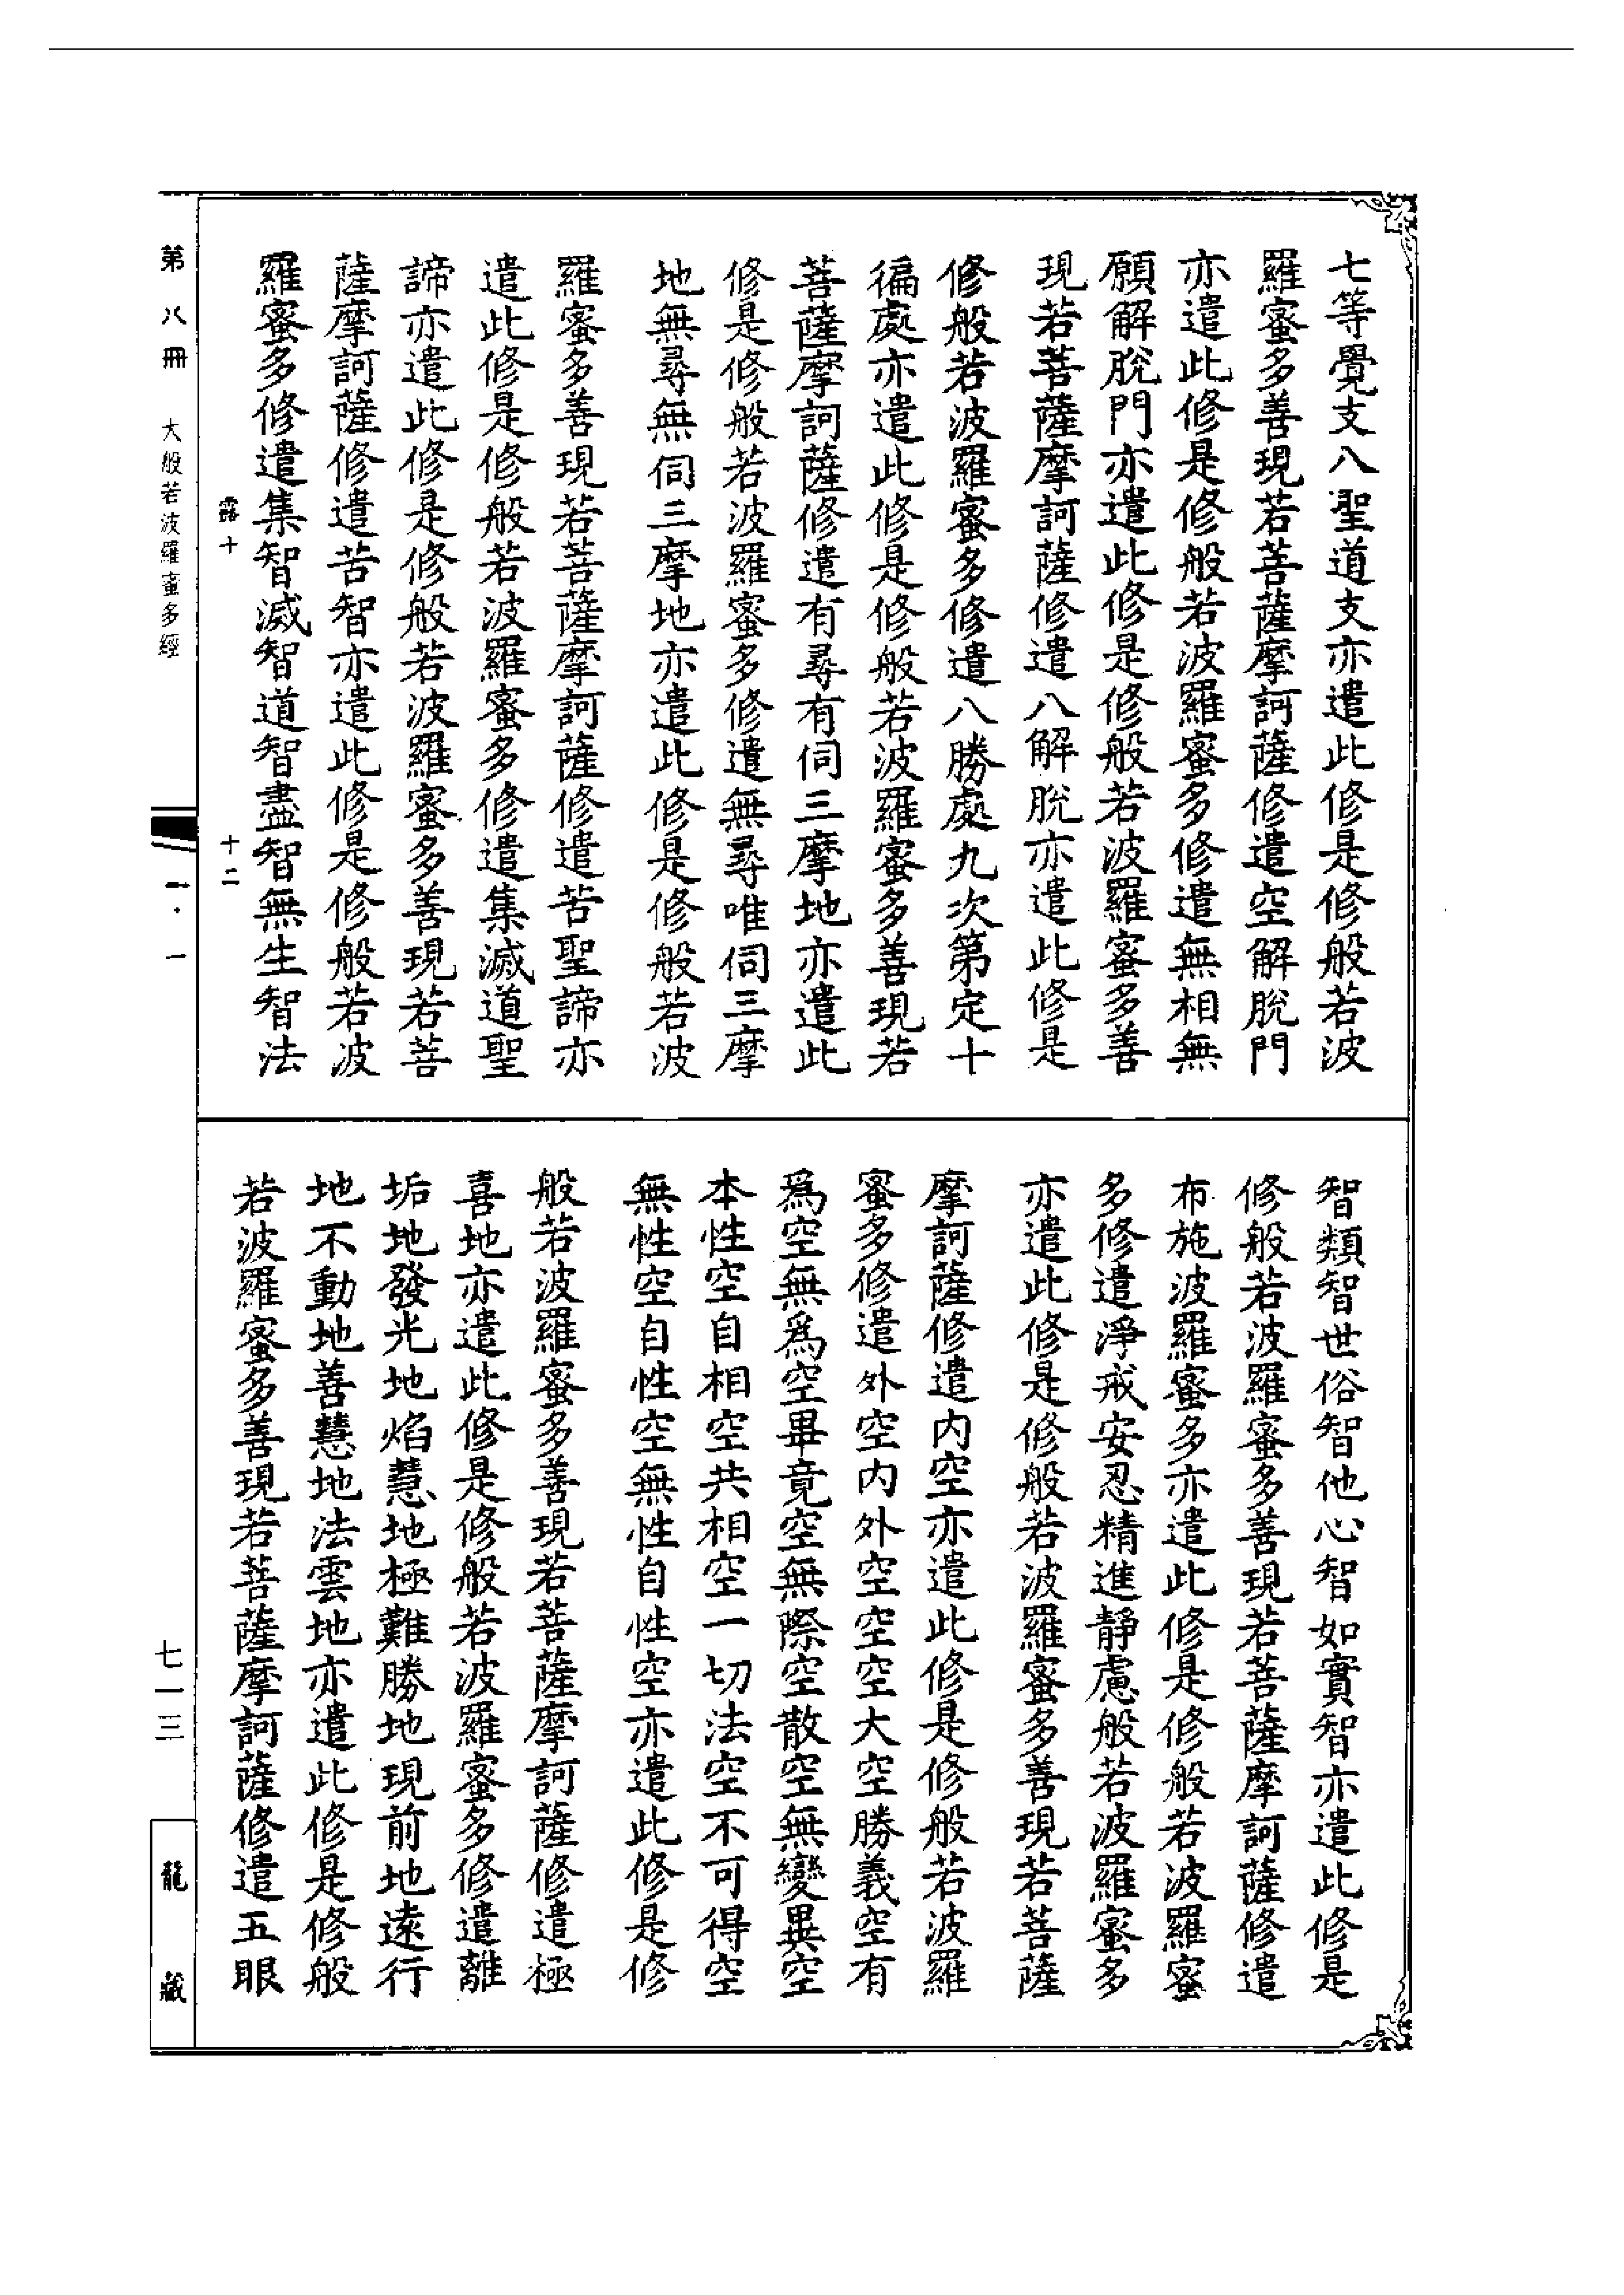 七等覺支八聖道支亦遣此修是修般若波
羅蜜多善現若菩薩摩訶薩修遣空解脫門
亦遣此修是修般若波羅蜜多修遣無相無
願解脫門亦遣此修是修般若波羅蜜多善
現若菩薩摩訶薩修遣八解脫亦遣此修是
修般若波羅蜜多修遣八勝處九次第定十
徧處亦遣此修是修般若波羅蜜多善現若
菩薩摩訶薩修遣有尋有伺三摩地亦遣此
修是修般若波羅蜜多修遣無尋唯伺三摩
地無尋無伺三摩地亦遣此修是修般若波
羅蜜多善現若菩薩摩訶薩修遣苦聖諦亦
遣此修是修般若波羅蜜多修遣集滅道聖
諦亦遣此修是修般若波羅蜜多善現若菩
薩摩訶薩修遣苦智亦遣此修是修般若波
羅蜜多修遣集智滅智道智盡智無生智法
露十
十二
智類智世俗智他心智如實智亦遣此修是
修般若波羅蜜多善現若菩薩摩訶薩修遣
布施波羅蜜多亦遣此修是修般若波羅蜜
多修遣淨戒安忍精進靜慮般若波羅蜜多
亦遣此修是修般若波羅蜜多善現若菩薩
摩訶薩修遣內空亦遣此修是修般若波羅
蜜多修遣外空內外空空空大空勝義空有
爲空無爲空畢竟空無際空散空無變異空
本性空自相空共相空一切法空不可得空
無性空自性空無性自性空亦遣此修是修
般若波羅蜜多善現若菩薩摩訶薩修遣極
喜地亦遣此修是修般若波羅蜜多修遣離
垢地發光地焰慧地極難勝地現前地遠行
地不動地善慧地法雲地亦遣此修是修般
若波羅蜜多善現若菩薩摩訶薩修遣五眼
第八冊
大般若波羅蜜多經
一·一
七一三
龍藏